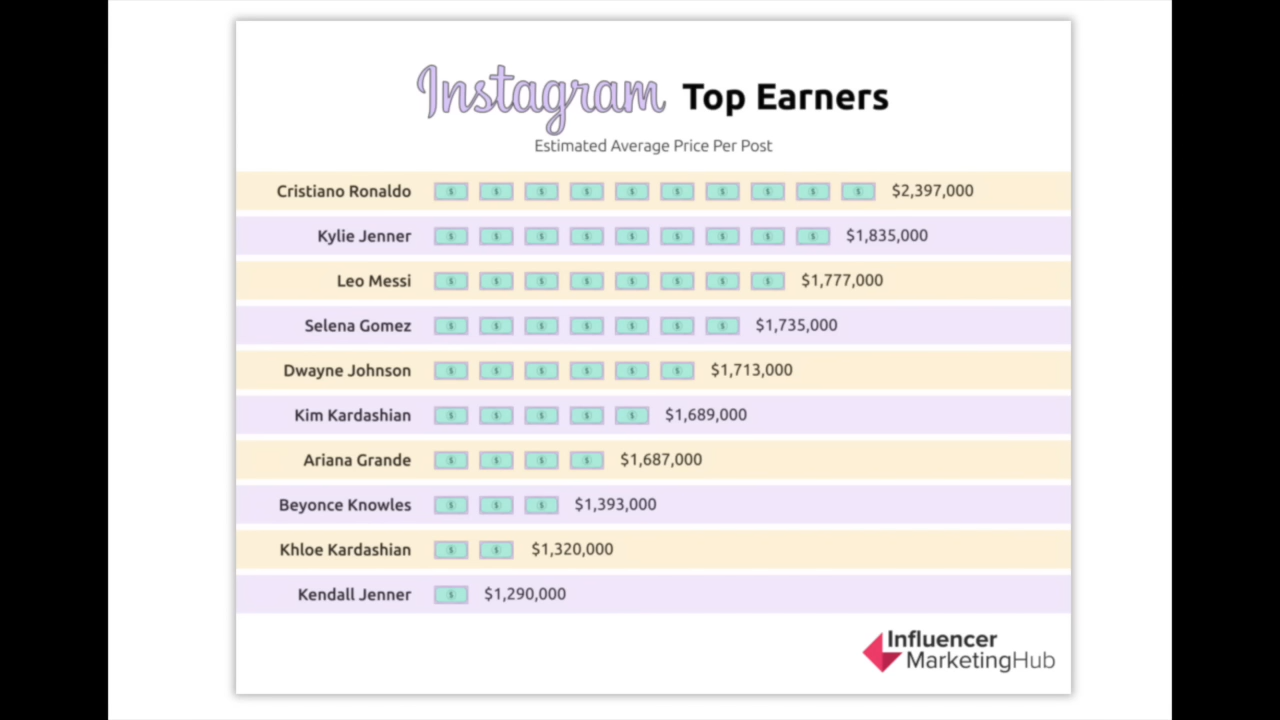 Instagram Top Earners
Estimated Average Price Per Post
Cristiano Ronaldo $ $ $ $ $ $ $ $ $ $ $2,397,000
Kylie Jenner $ $ $ $ $ $ $ $ $ $1,835,000
Leo Messi $ $ $ $ $ $ $ $ $1,777,000
Selena Gomez $ $ $ $ $ $ $ $1,735,000
Dwayne Johnson $ $ $ $ $ $ $1,713,000
Kim Kardashian $ $ $ $ $ $1,689,000
Ariana Grande $ $ $ $ $1,687,000
Beyonce Knowles $ $ $ $1,393,000
Khloe Kardashian $ $ $1,320,000
Kendall Jenner $ $1,290,000
Influencer
MarketingHub